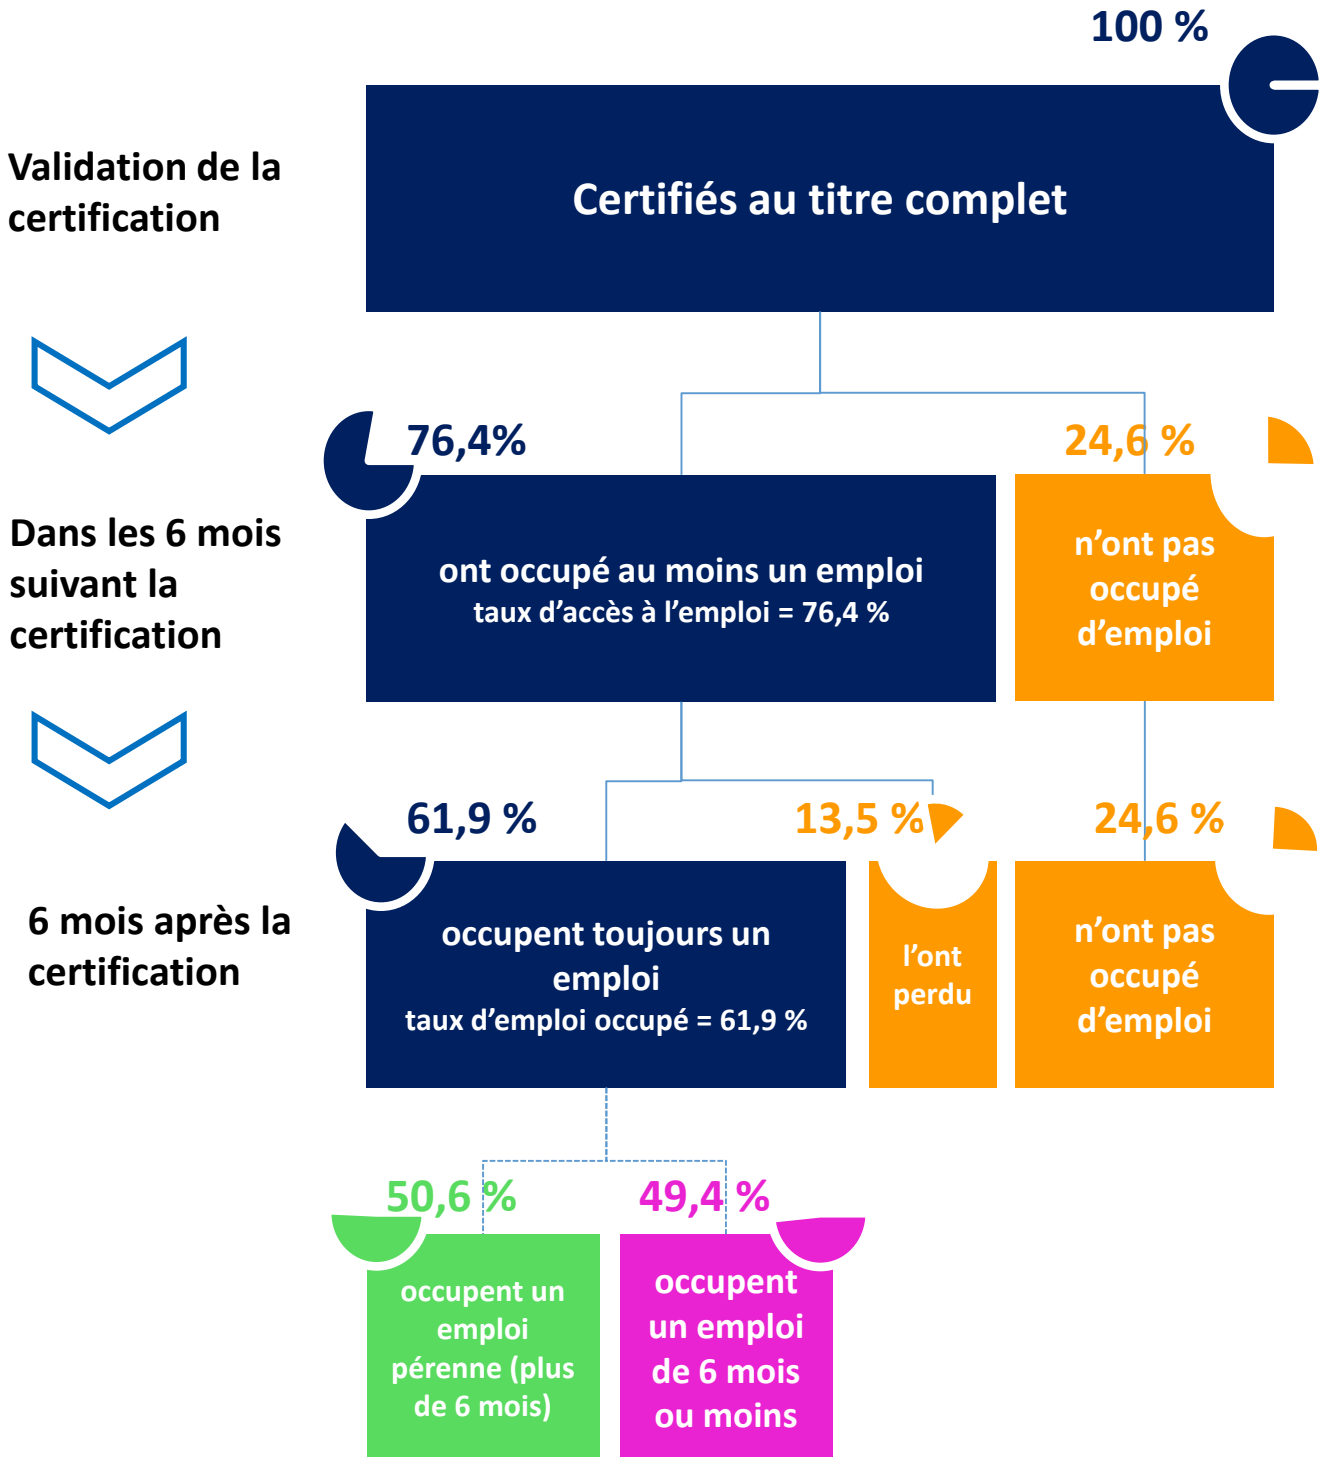 100 %
Validation de la
certification
Certifiés au titre complet
76,4%
24,6 %
Dans les 6 mois
suivant la
certification
ont occupé au moins un emploi
taux d'accès à l'emploi = 76,4 %
n'ont pas
occupé
d'emploi
61,9 %
13,5 %
24,6 %
6 mois après la
certification
occupent toujours un
emploi
taux d'emploi occupé = 61,9 %
l'ont
perdu
n'ont pas
occupé
d'emploi
50,6 %
49,4 %
occupent un
emploi
pérenne (plus
de 6 mois)
occupent
un emploi
de 6 mois
ou moins